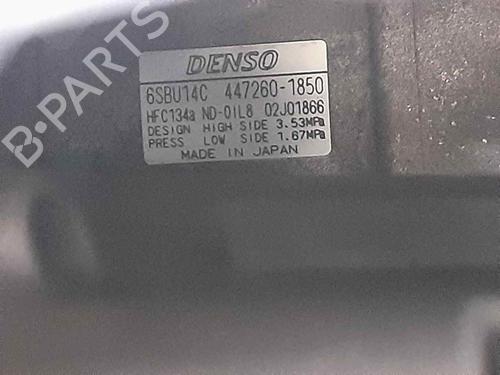 B-PARTS
DENSO
6SBU14C 447260-1850
HFC134a ND-OIL8 02J01866
DESIGN HIGH SIDE 3.53MPa
PRESS LOW SIDE 1.67MPa
MADE IN JAPAN